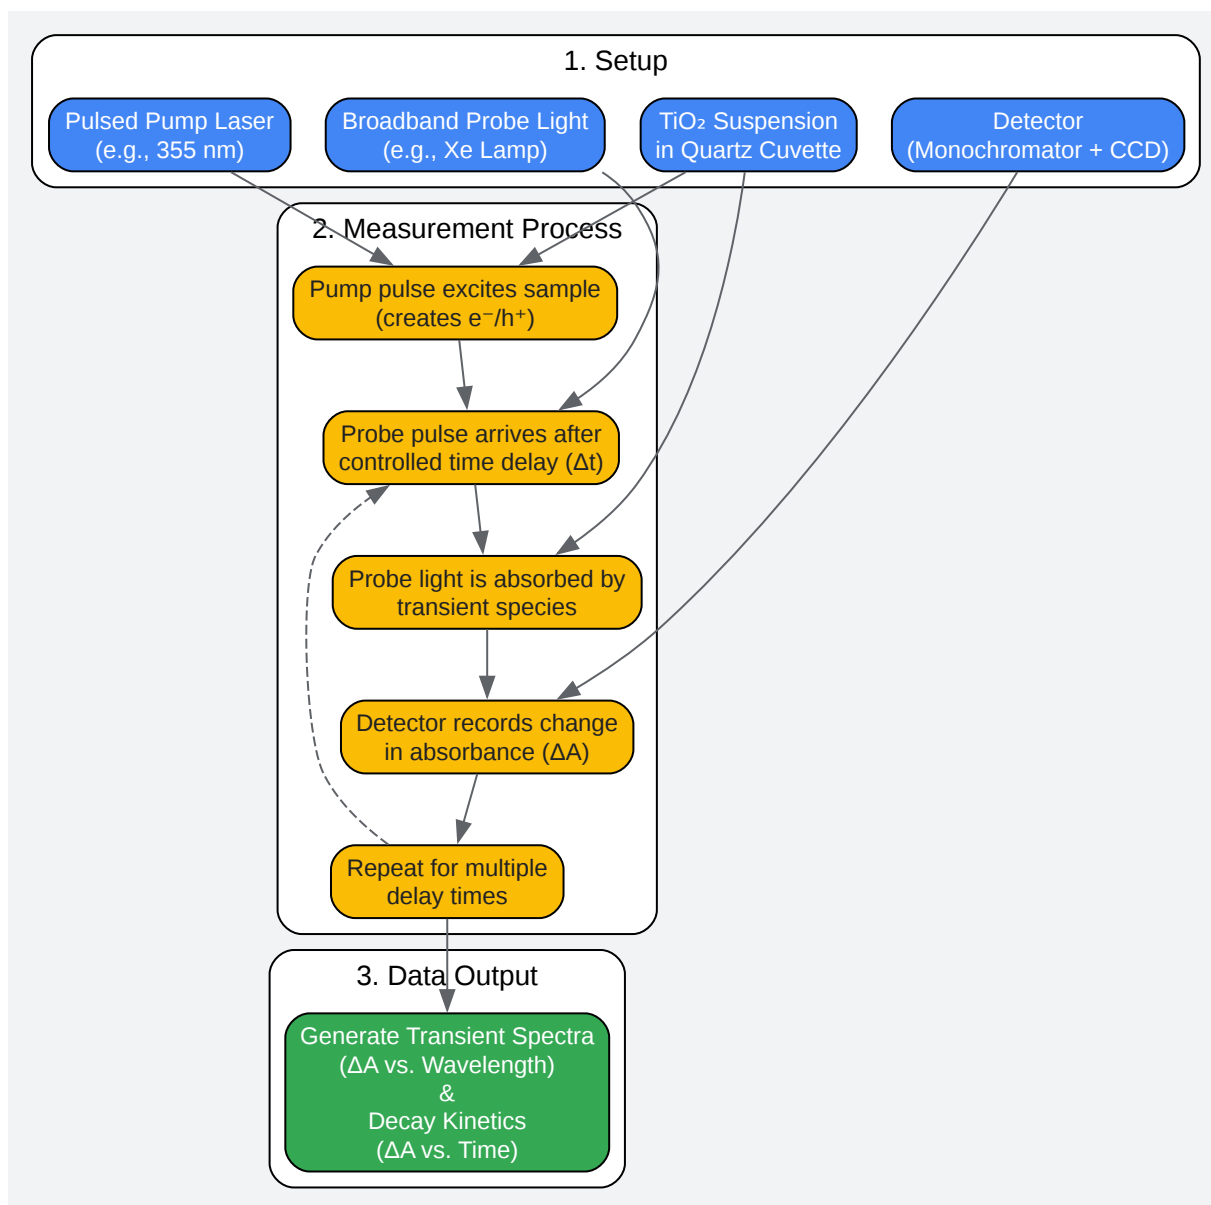 1. Setup
Pulsed Pump Laser
(e.g., 355 nm)
Broadband Probe Light
(e.g., Xe Lamp)
TiO₂ Suspension
in Quartz Cuvette
Detector
(Monochromator + CCD)
2. Measurement Process
Pump pulse excites sample
(creates e⁻/h⁺)
Probe pulse arrives after
controlled time delay (Δt)
Probe light is absorbed by
transient species
Detector records change
in absorbance (ΔA)
Repeat for multiple
delay times
3. Data Output
Generate Transient Spectra
(ΔA vs. Wavelength)
&
Decay Kinetics
(ΔA vs. Time)